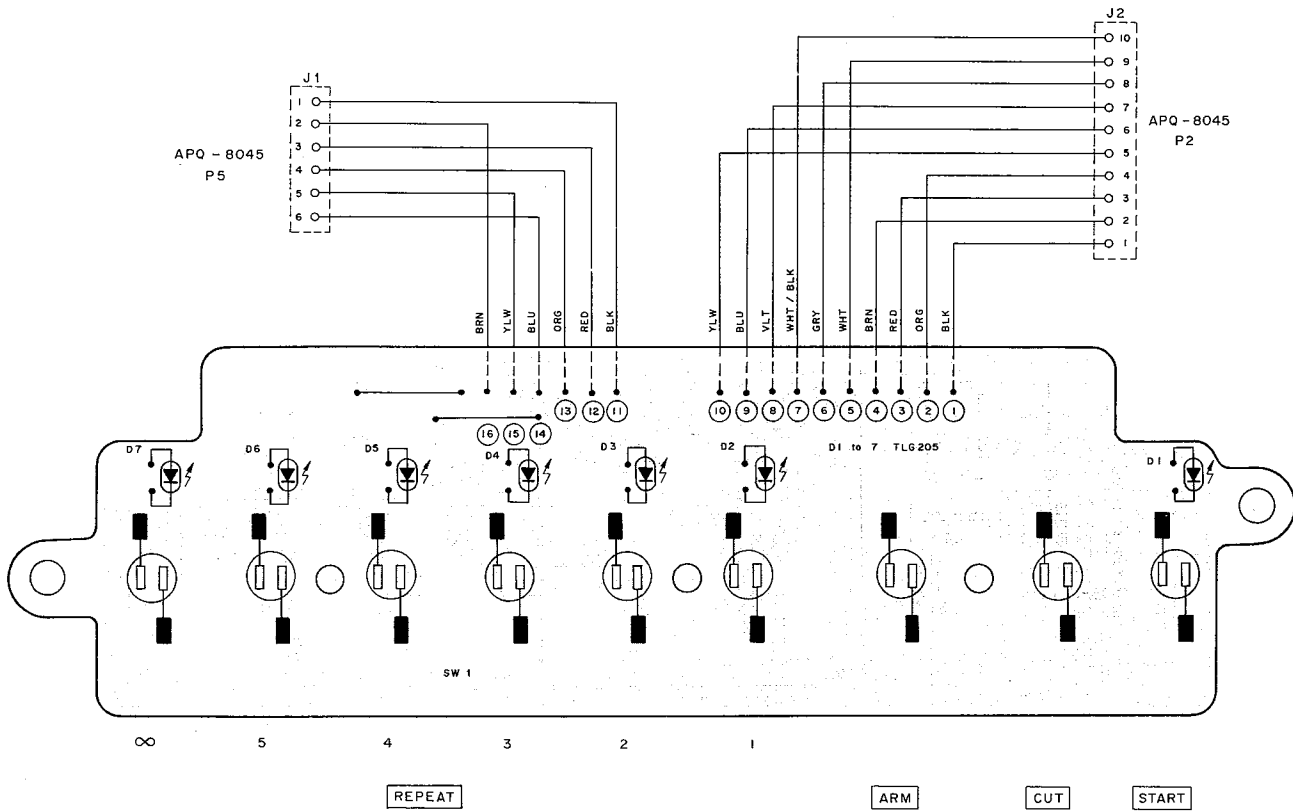 J2
10
9
8
7
6
5
4
3
2
1
APQ - 8045
P2
J1
1
2
3
4
5
6
APQ - 8045
P5
BRN
YLW
BLU
ORG
RED
BLK
YLW
BLU
VLT
WHT / BLK
GRY
WHT
BRN
RED
ORG
BLK
13 12 11
10 9 8 7 6 5 4 3 2 1
16 15 14
D7 D6 D5 D4 D3 D2 D1 to 7 TLG205 D1
SW 1
∞ 5 4 3 2 1
REPEAT ARM CUT START